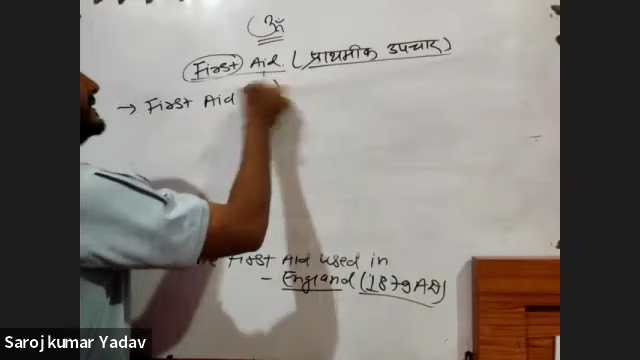 ॐ
First Aid. (प्राथमीक उपचार)
→ First Aid
First Aid used in
- England (1879 AD)
Saroj kumar Yadav